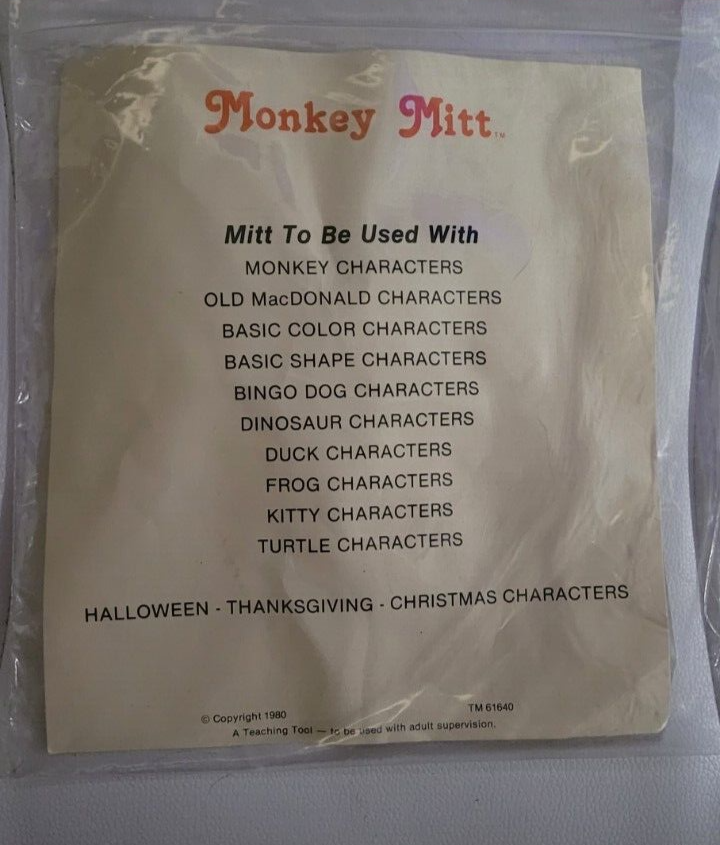 Monkey Mitt™
Mitt To Be Used With
MONKEY CHARACTERS
OLD MacDONALD CHARACTERS
BASIC COLOR CHARACTERS
BASIC SHAPE CHARACTERS
BINGO DOG CHARACTERS
DINOSAUR CHARACTERS
DUCK CHARACTERS
FROG CHARACTERS
KITTY CHARACTERS
TURTLE CHARACTERS
HALLOWEEN - THANKSGIVING - CHRISTMAS CHARACTERS
© Copyright 1980 TM 61640
A Teaching Tool — to be used with adult supervision.